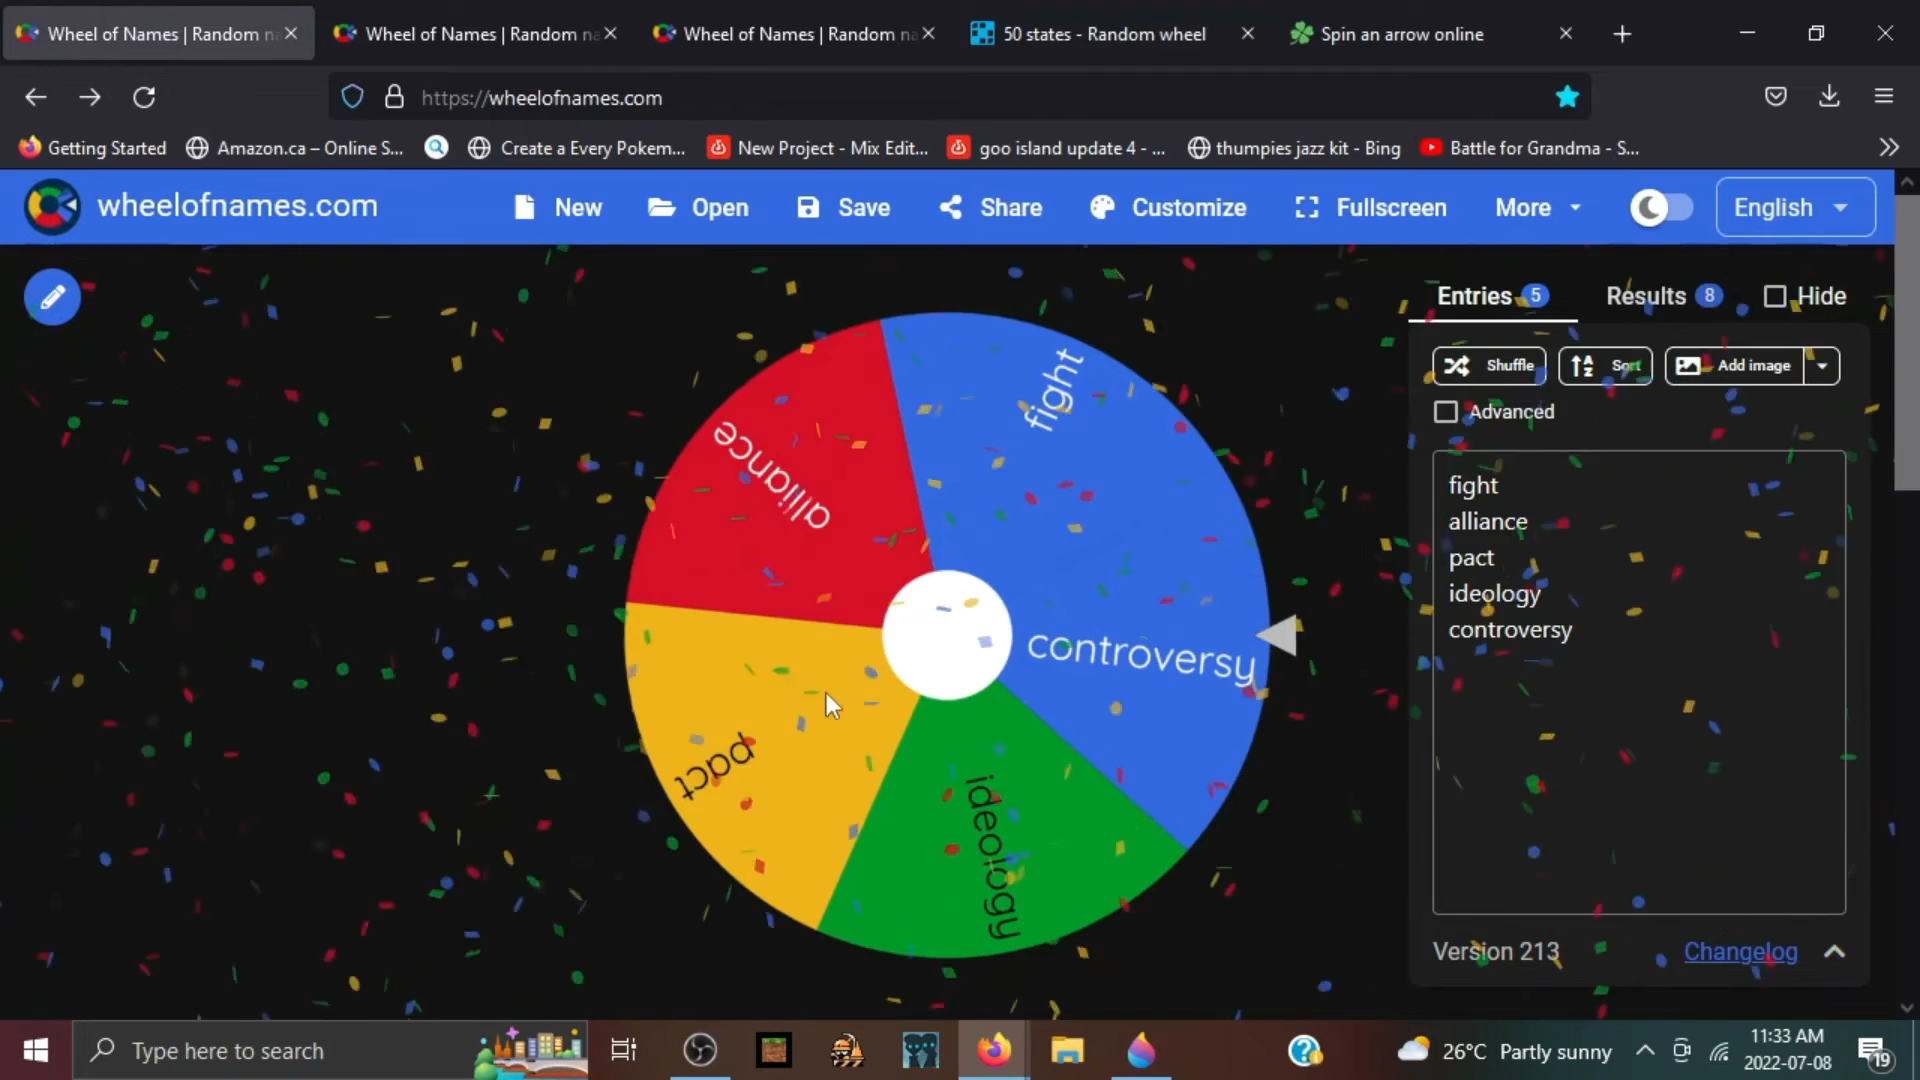 Wheel of Names | Random na
Wheel of Names | Random na
Wheel of Names | Random na
50 states - Random wheel
Spin an arrow online
https://wheelofnames.com
Getting Started
Amazon.ca – Online S...
Create a Every Pokem...
New Project - Mix Edit...
goo island update 4 - ...
thumpies jazz kit - Bing
Battle for Grandma - S...
wheelofnames.com
New
Open
Save
Share
Customize
Fullscreen
More
English
Entries 5
Results 8
Hide
Shuffle
Sort
Add image
Advanced
fight
alliance
pact
ideology
controversy
fight
alliance
controversy
pact
ideology
Version 213
Changelog
Type here to search
26°C Partly sunny
11:33 AM
2022-07-08
19